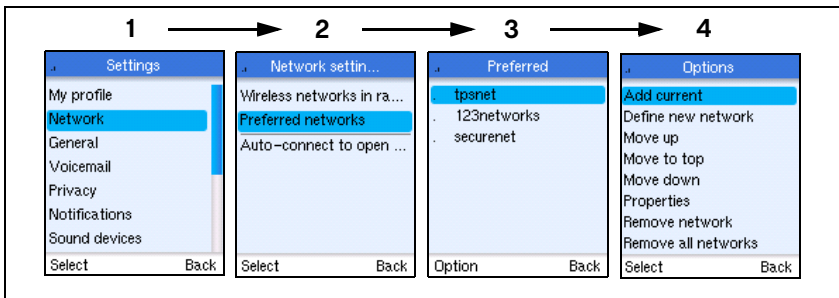 1 2 3 4
Settings
My profile
Network
General
Voicemail
Privacy
Notifications
Sound devices
Select Back
Network settin...
Wireless networks in ra...
Preferred networks
Auto-connect to open ...
Select Back
Preferred
. tpsnet
. 123networks
. securenet
Option Back
Options
Add current
Define new network
Move up
Move to top
Move down
Properties
Remove network
Remove all networks
Select Back